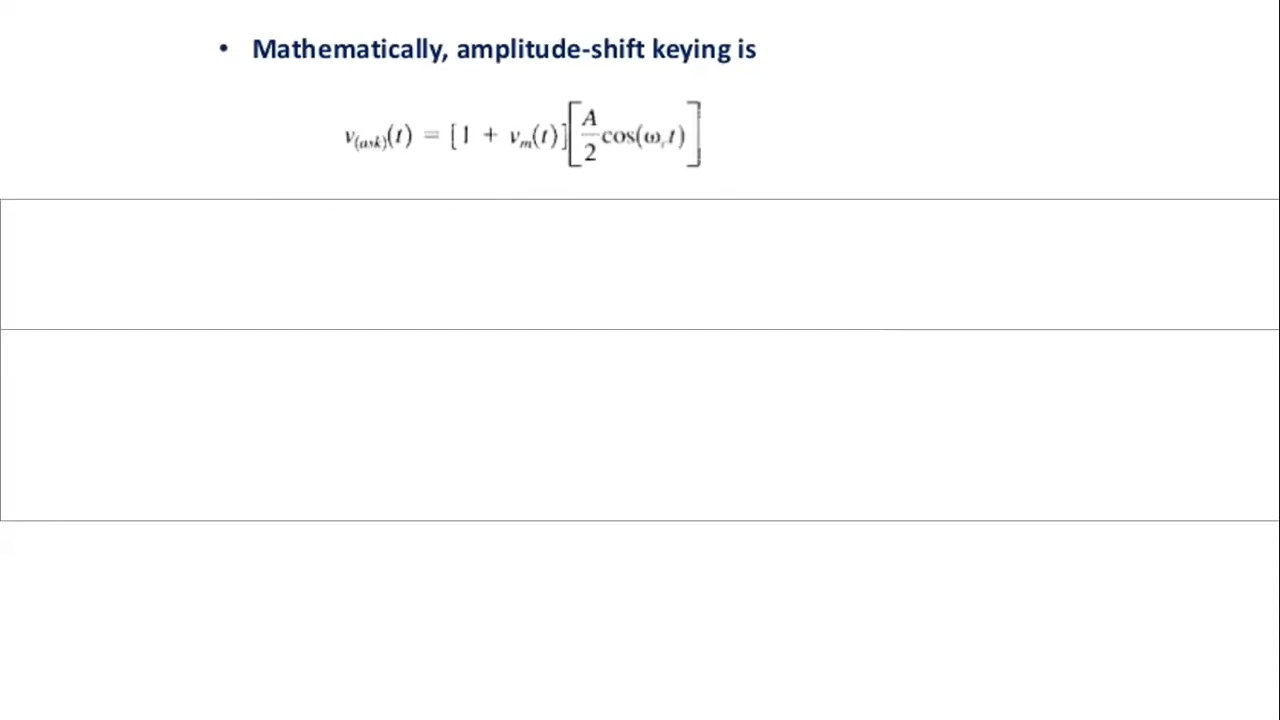 • Mathematically, amplitude-shift keying is
v(ask)(t) = [1 + vm(t)][A/2 cos(ωct)]